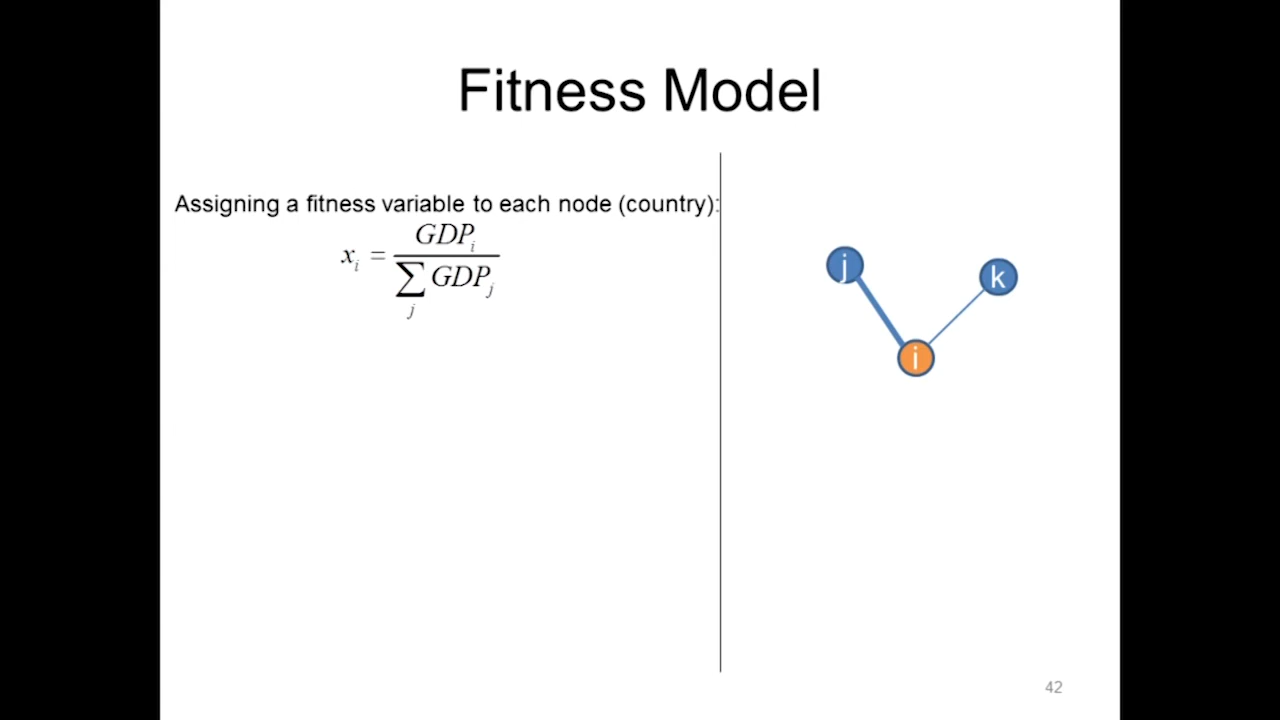 Fitness Model
Assigning a fitness variable to each node (country):
x_i = GDP_i / ∑_j GDP_j
j
k
i
42